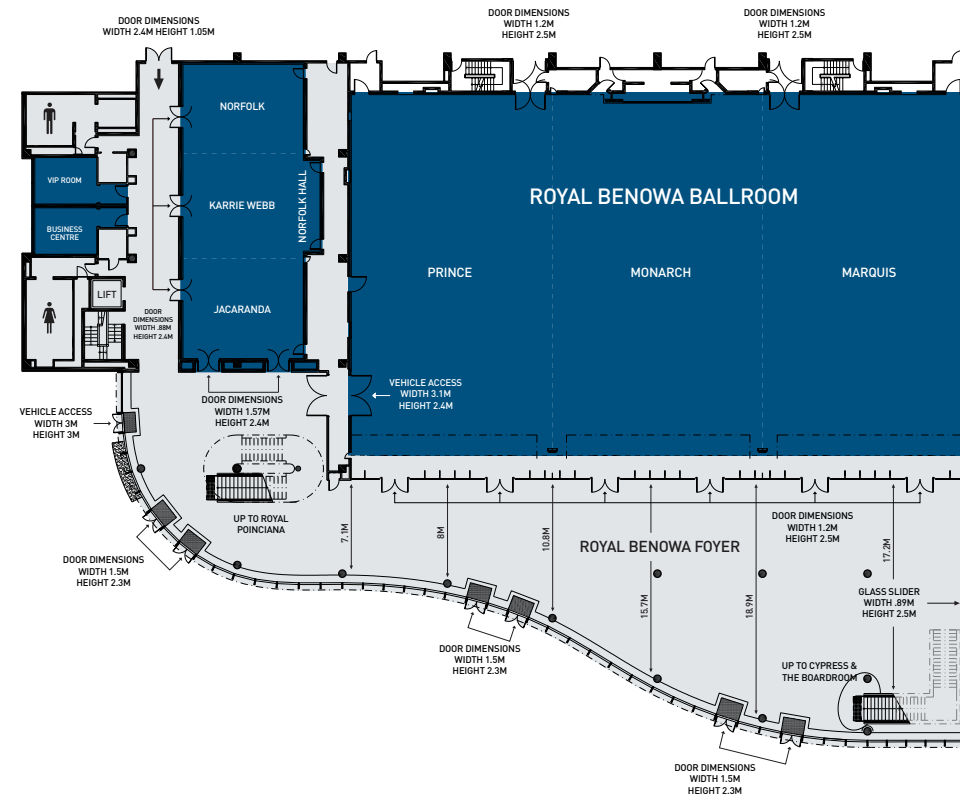 DOOR DIMENSIONS
WIDTH 2.4M HEIGHT 1.05M
DOOR DIMENSIONS
WIDTH 1.2M
HEIGHT 2.5M
DOOR DIMENSIONS
WIDTH 1.2M
HEIGHT 2.5M
NORFOLK
VIP ROOM
KARRIE WEBB
NORFOLK HALL
BUSINESS
CENTRE
ROYAL BENOWA BALLROOM
PRINCE
MONARCH
MARQUIS
LIFT
JACARANDA
DOOR
DIMENSIONS
WIDTH .88M
HEIGHT 2.4M
VEHICLE ACCESS
WIDTH 3.1M
HEIGHT 2.4M
DOOR DIMENSIONS
WIDTH 1.57M
HEIGHT 2.4M
VEHICLE ACCESS
WIDTH 3M
HEIGHT 3M
UP TO ROYAL
POINCIANA
7.1M
8M
10.8M
15.7M
18.9M
17.2M
DOOR DIMENSIONS
WIDTH 1.2M
HEIGHT 2.5M
ROYAL BENOWA FOYER
DOOR DIMENSIONS
WIDTH 1.5M
HEIGHT 2.3M
GLASS SLIDER
WIDTH .89M
HEIGHT 2.5M
DOOR DIMENSIONS
WIDTH 1.5M
HEIGHT 2.3M
UP TO CYPRESS &
THE BOARDROOM
DOOR DIMENSIONS
WIDTH 1.5M
HEIGHT 2.3M